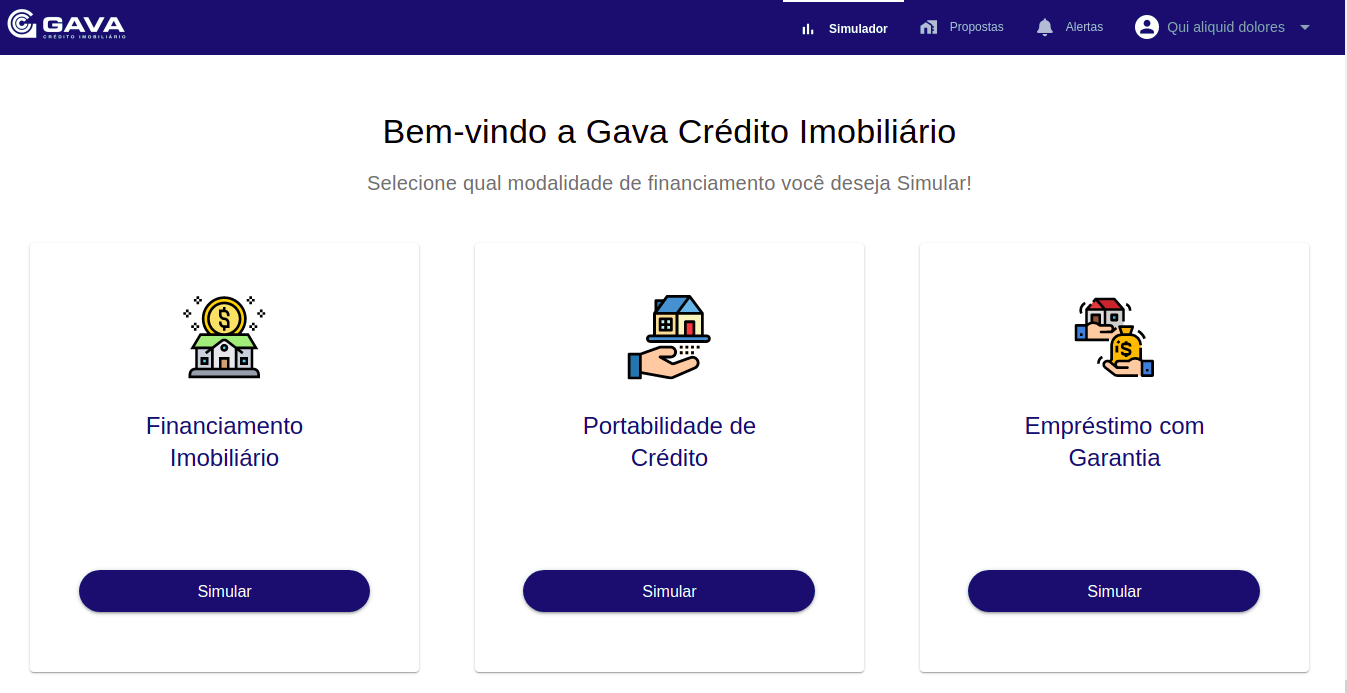 GAVA
CRÉDITO IMOBILIÁRIO
Simulador
Propostas
Alertas
Qui aliquid dolores
Bem-vindo a Gava Crédito Imobiliário
Selecione qual modalidade de financiamento você deseja Simular!
Financiamento
Imobiliário
Simular
Portabilidade de
Crédito
Simular
Empréstimo com
Garantia
Simular